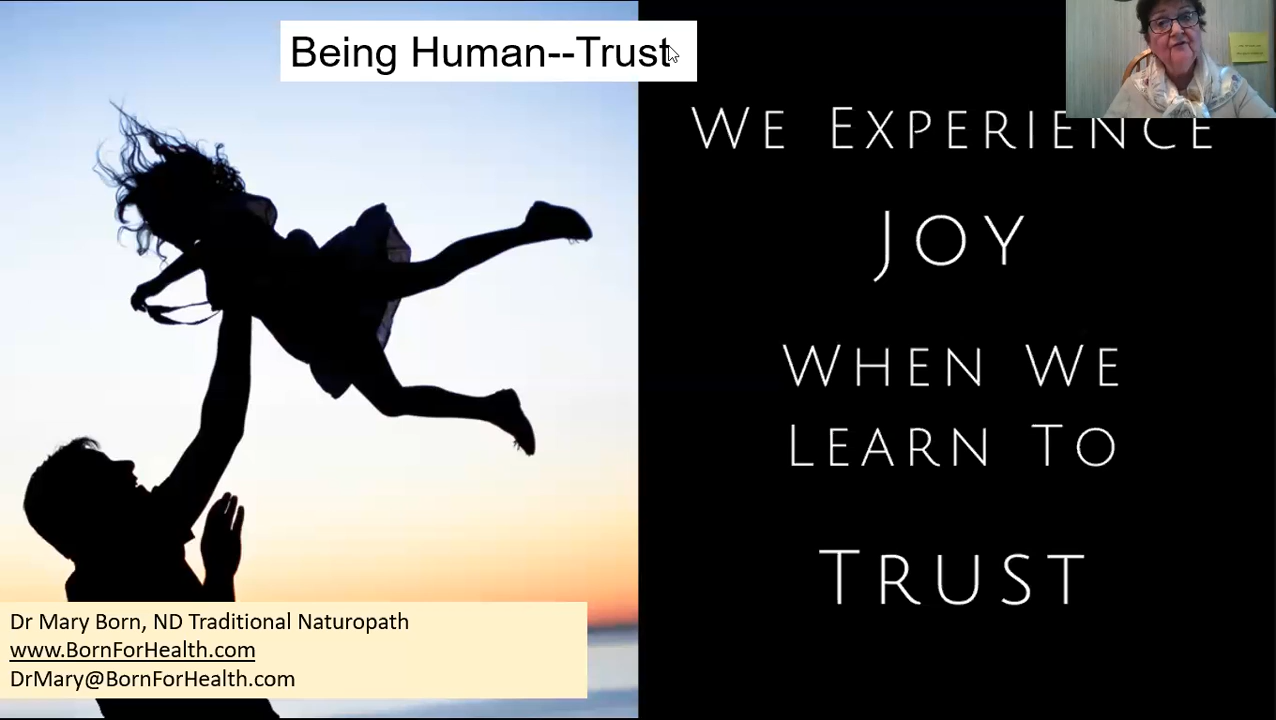 Being Human--Trust
WE EXPERIENCE
JOY
WHEN WE
LEARN TO
TRUST
Dr Mary Born, ND Traditional Naturopath
www.BornForHealth.com
DrMary@BornForHealth.com